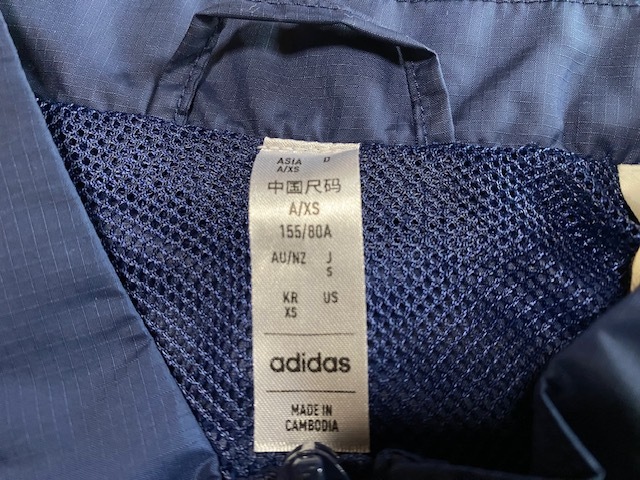 ASIA D
A/XS
中国尺码
A/XS
155/80A
AU/NZ J
S
KR US
XS
adidas
MADE IN
CAMBODIA